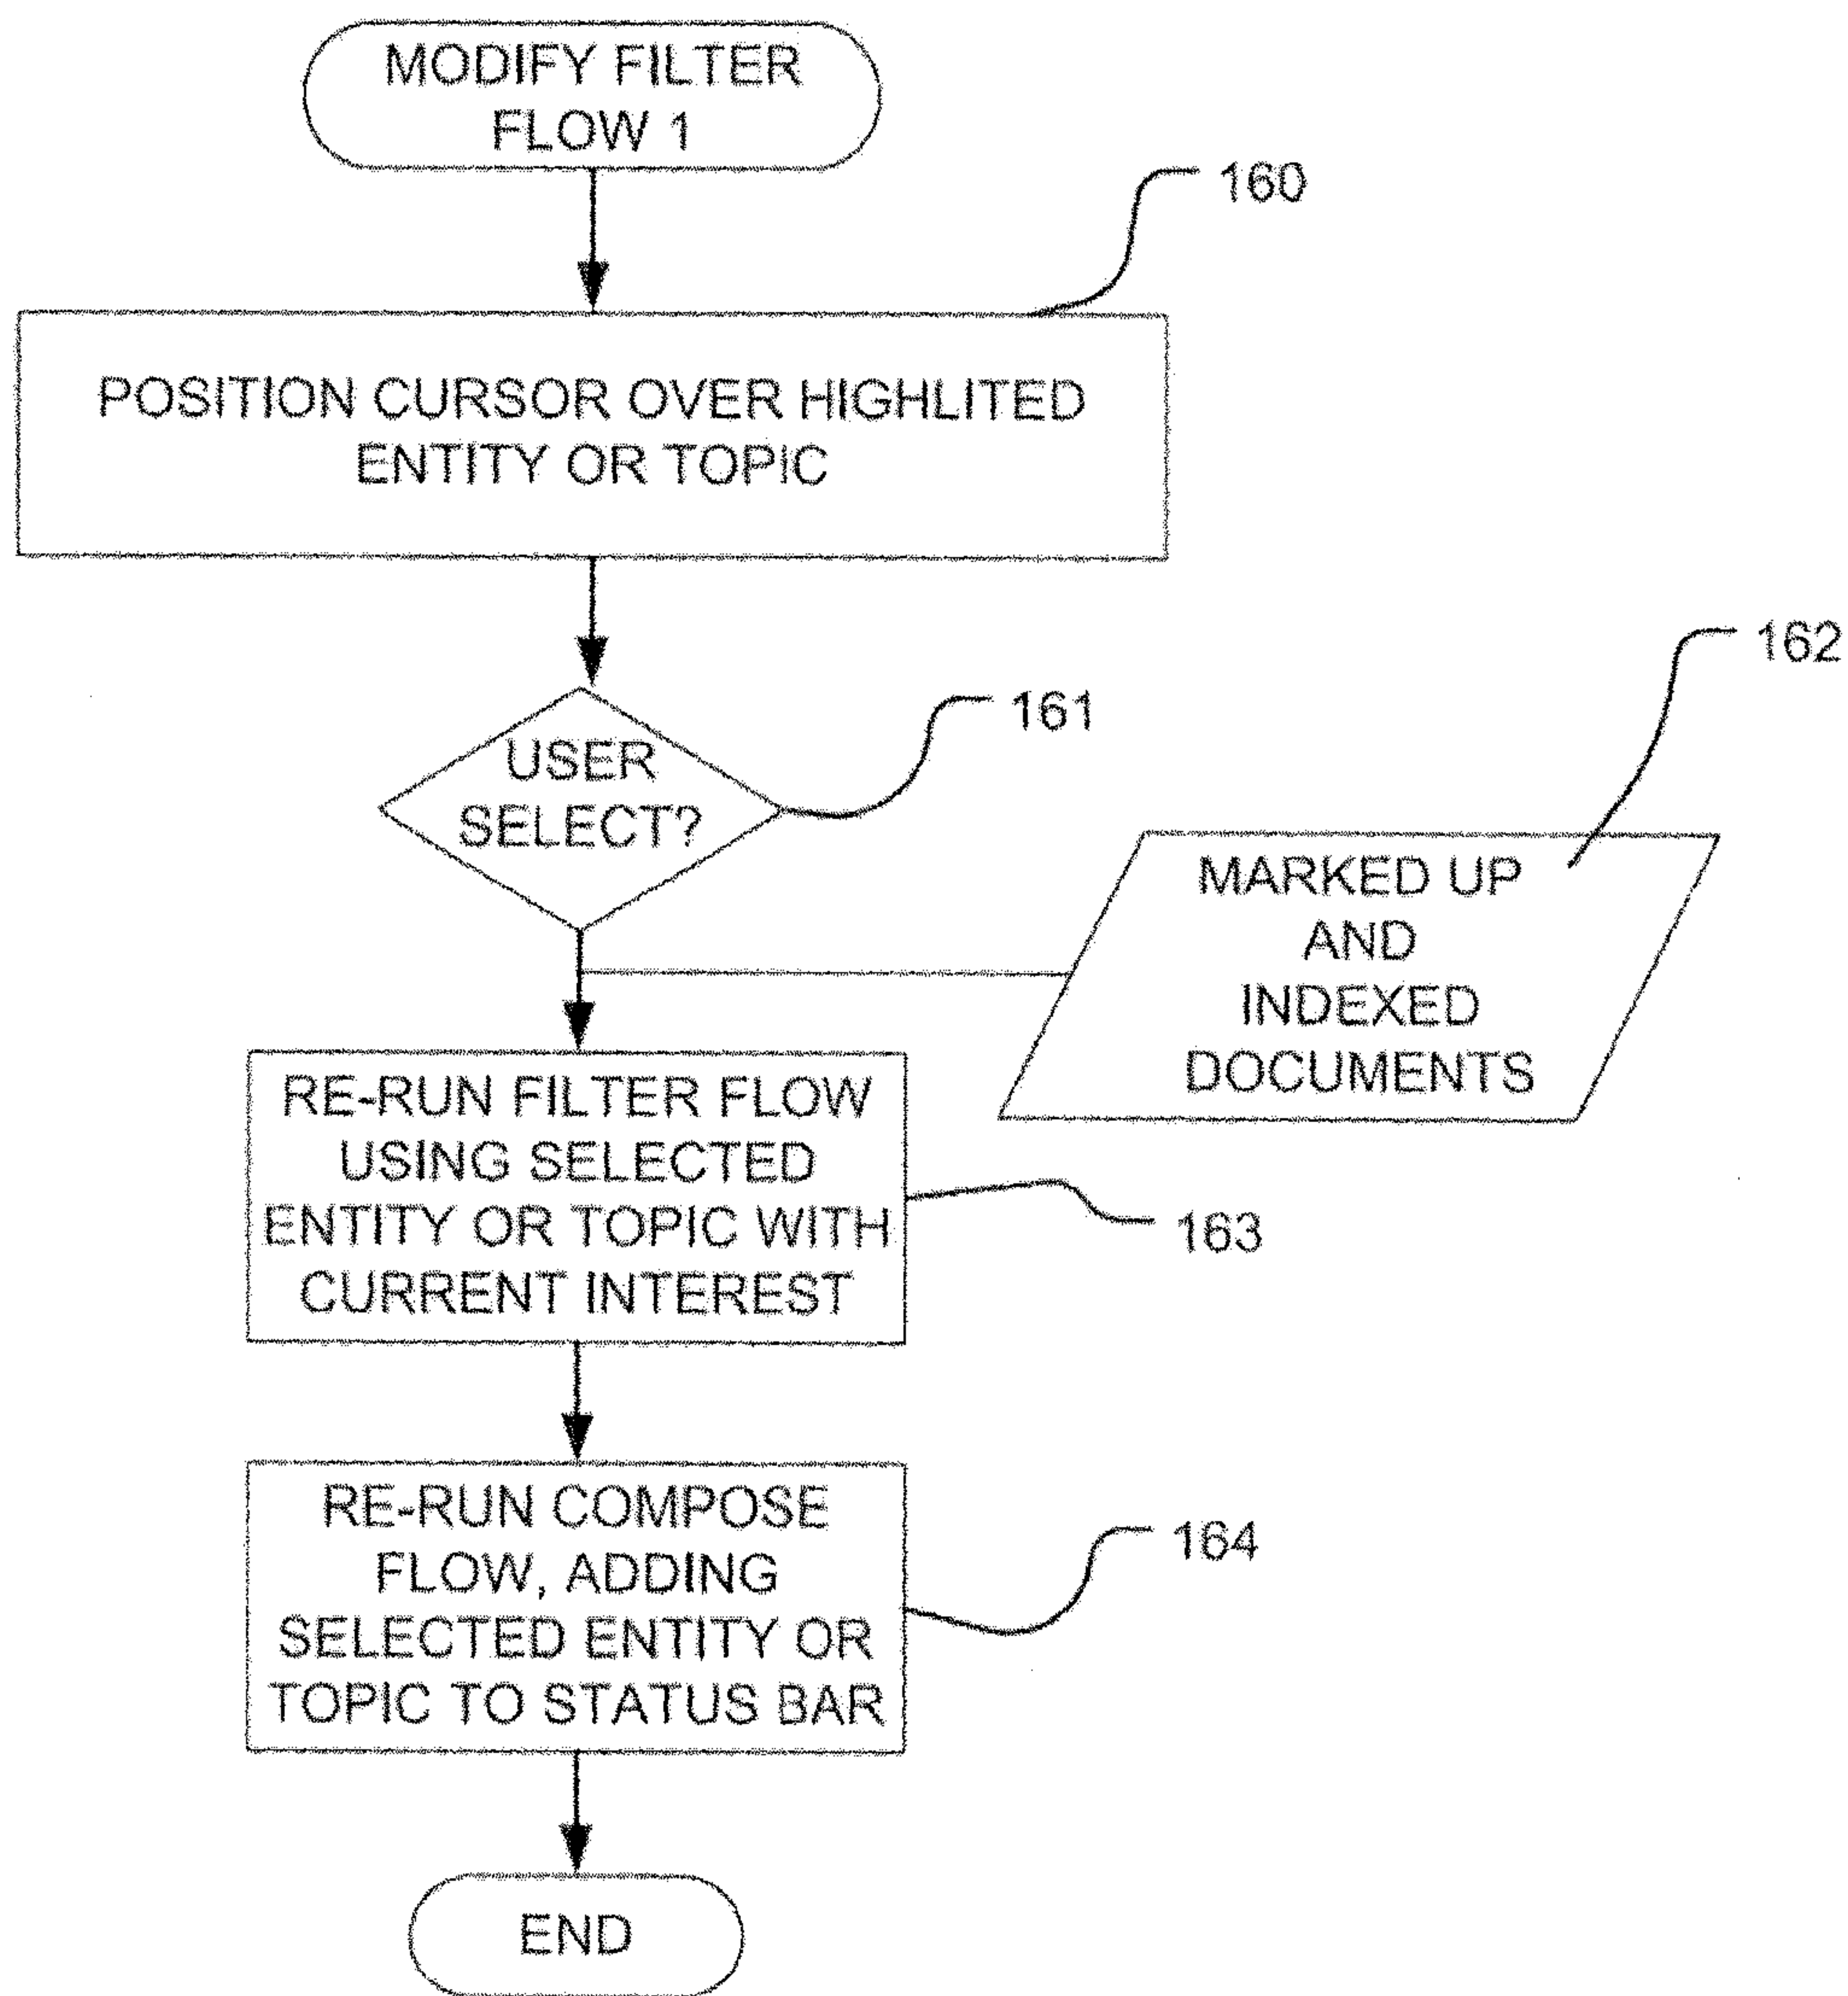 MODIFY FILTER
FLOW 1
160
POSITION CURSOR OVER HIGHLITED
ENTITY OR TOPIC
162
161
USER
SELECT?
MARKED UP
AND
INDEXED
DOCUMENTS
RE-RUN FILTER FLOW
USING SELECTED
ENTITY OR TOPIC WITH
CURRENT INTEREST
163
RE-RUN COMPOSE
FLOW, ADDING
SELECTED ENTITY OR
TOPIC TO STATUS BAR
164
END